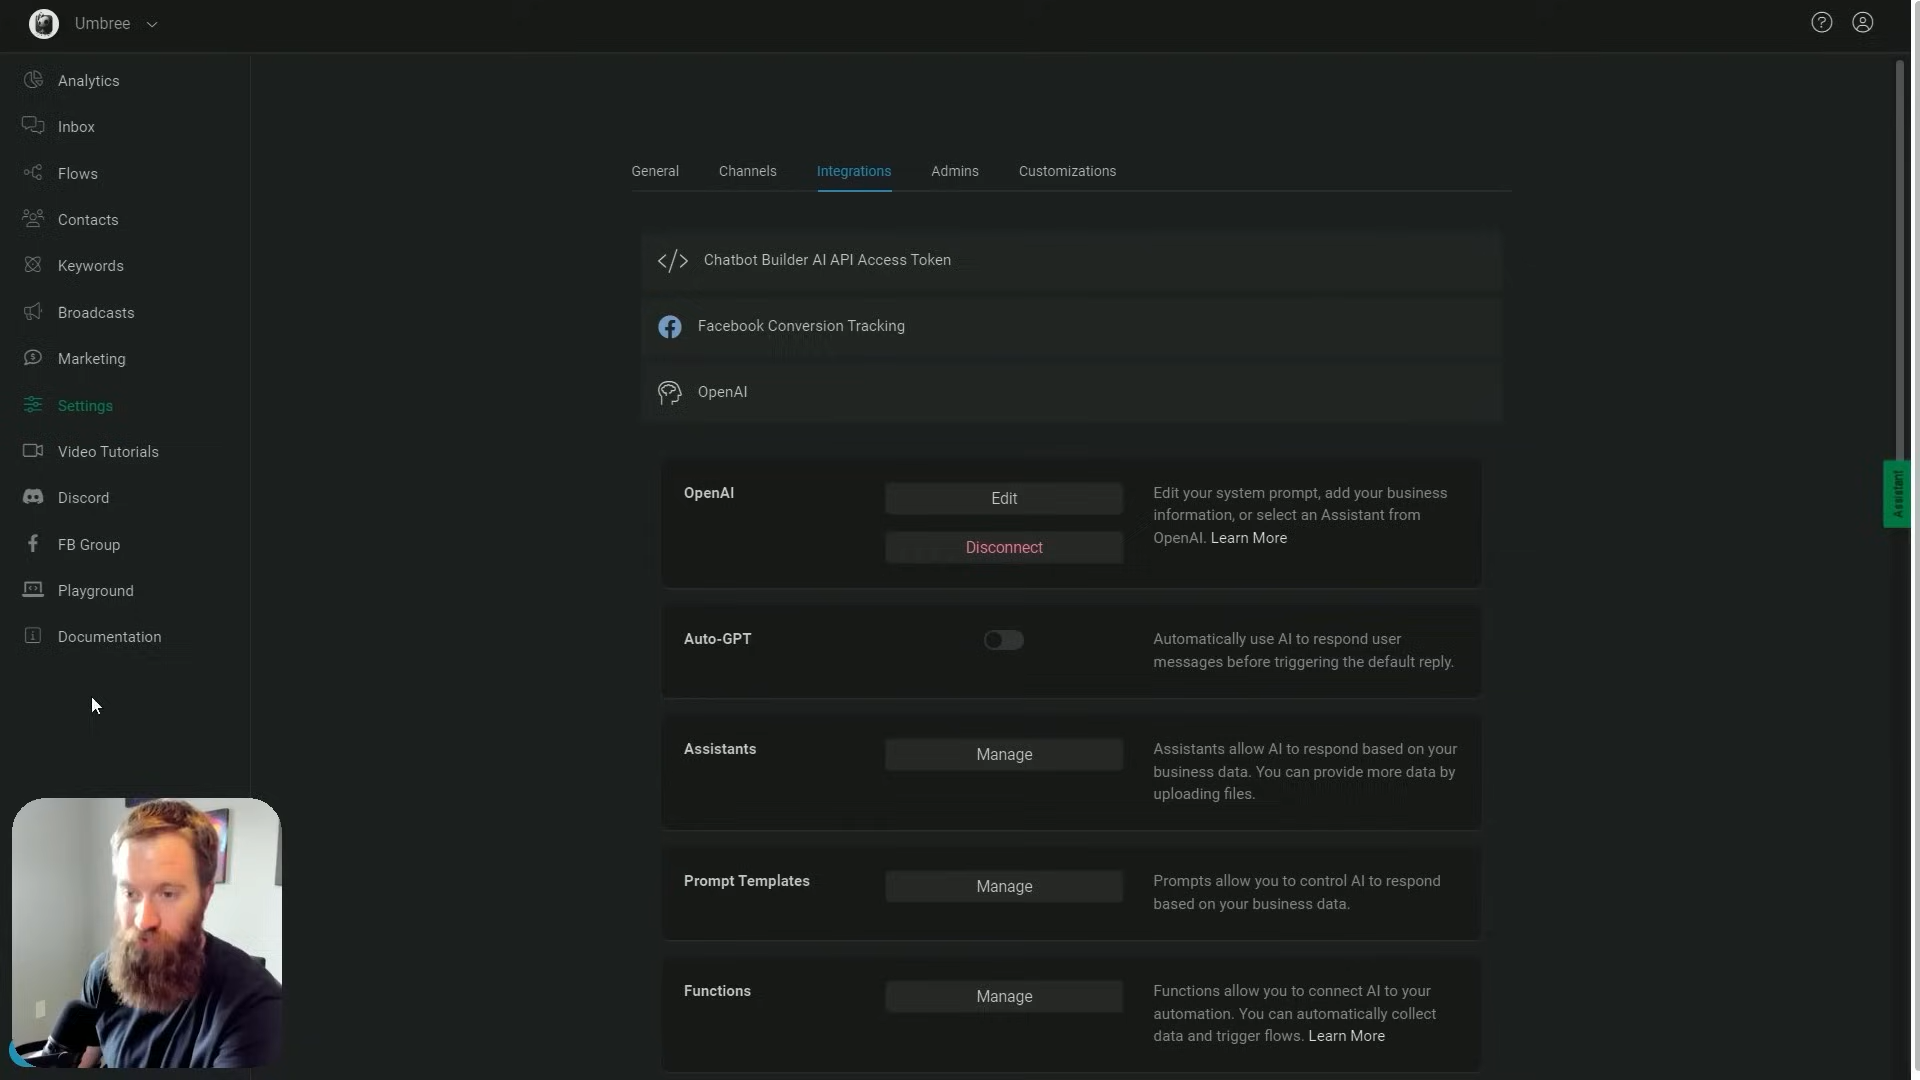 Umbree
Analytics
Inbox
Flows
Contacts
Keywords
Broadcasts
Marketing
Settings
Video Tutorials
Discord
FB Group
Playground
Documentation
General Channels Integrations Admins Customizations
Chatbot Builder AI API Access Token
Facebook Conversion Tracking
OpenAI
OpenAI
Edit
Disconnect
Edit your system prompt, add your business
information, or select an Assistant from
OpenAI. Learn More
Auto-GPT
Automatically use AI to respond user
messages before triggering the default reply.
Assistants
Manage
Assistants allow AI to respond based on your
business data. You can provide more data by
uploading files.
Prompt Templates
Manage
Prompts allow you to control AI to respond
based on your business data.
Functions
Manage
Functions allow you to connect AI to your
automation. You can automatically collect
data and trigger flows. Learn More
Assistant